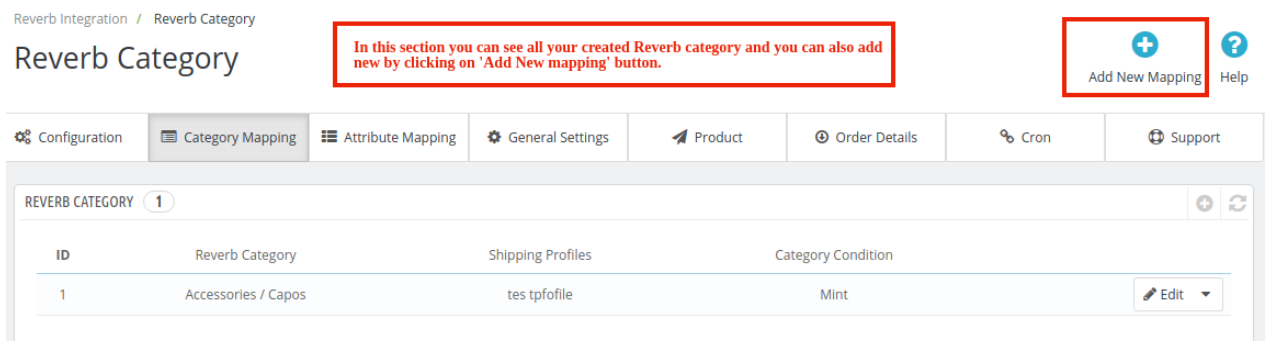 Reverb Integration / Reverb Category
Reverb Category
In this section you can see all your created Reverb category and you can also add
new by clicking on 'Add New mapping' button.
Add New Mapping
Help
Configuration
Category Mapping
Attribute Mapping
General Settings
Product
Order Details
Cron
Support
REVERB CATEGORY 1
ID Reverb Category Shipping Profiles Category Condition
1 Accessories / Capos tes tpfofile Mint Edit